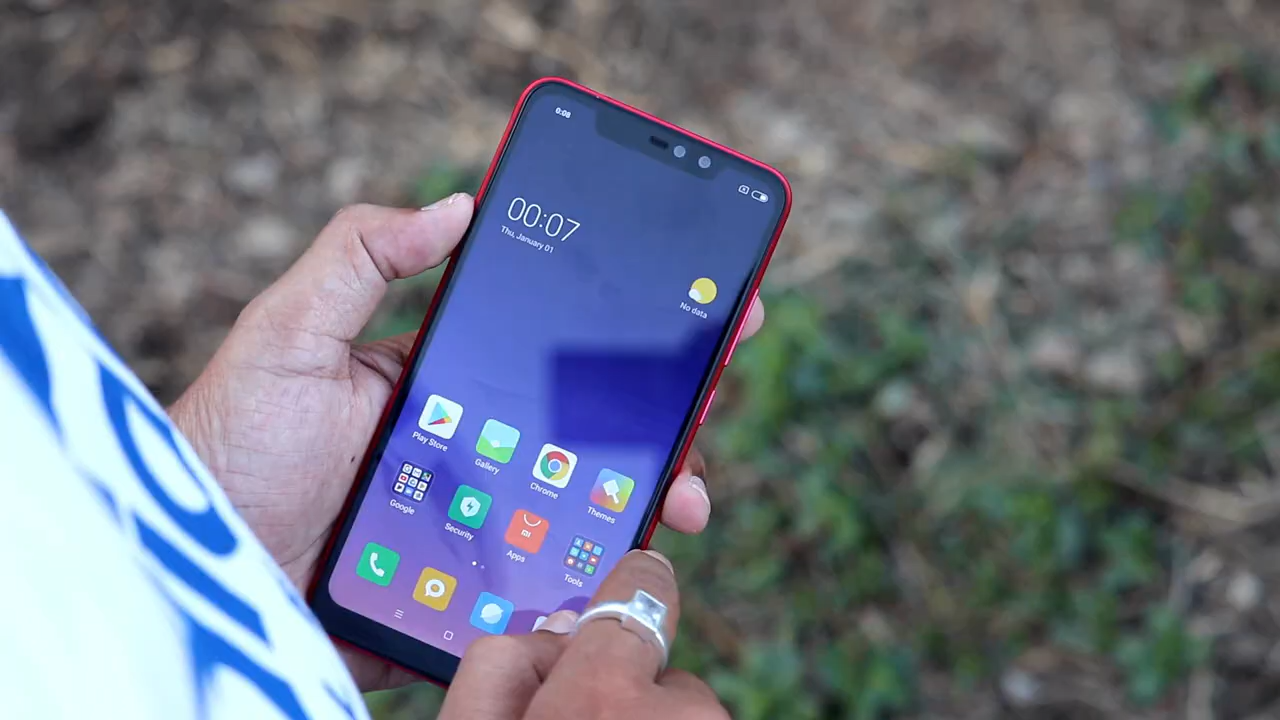 0:08
00:07
Thu, January 01
No data
Play Store
Gallery
Chrome
Themes
Google
Security
Apps
Tools